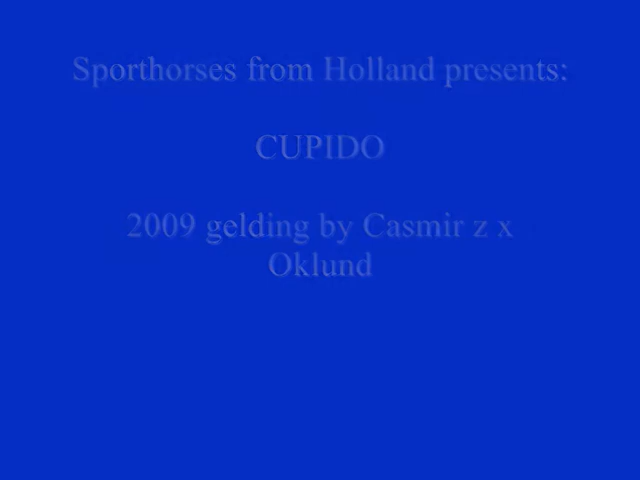 Sporthorses from Holland presents:
CUPIDO
2009 gelding by Casmir z x
Oklund